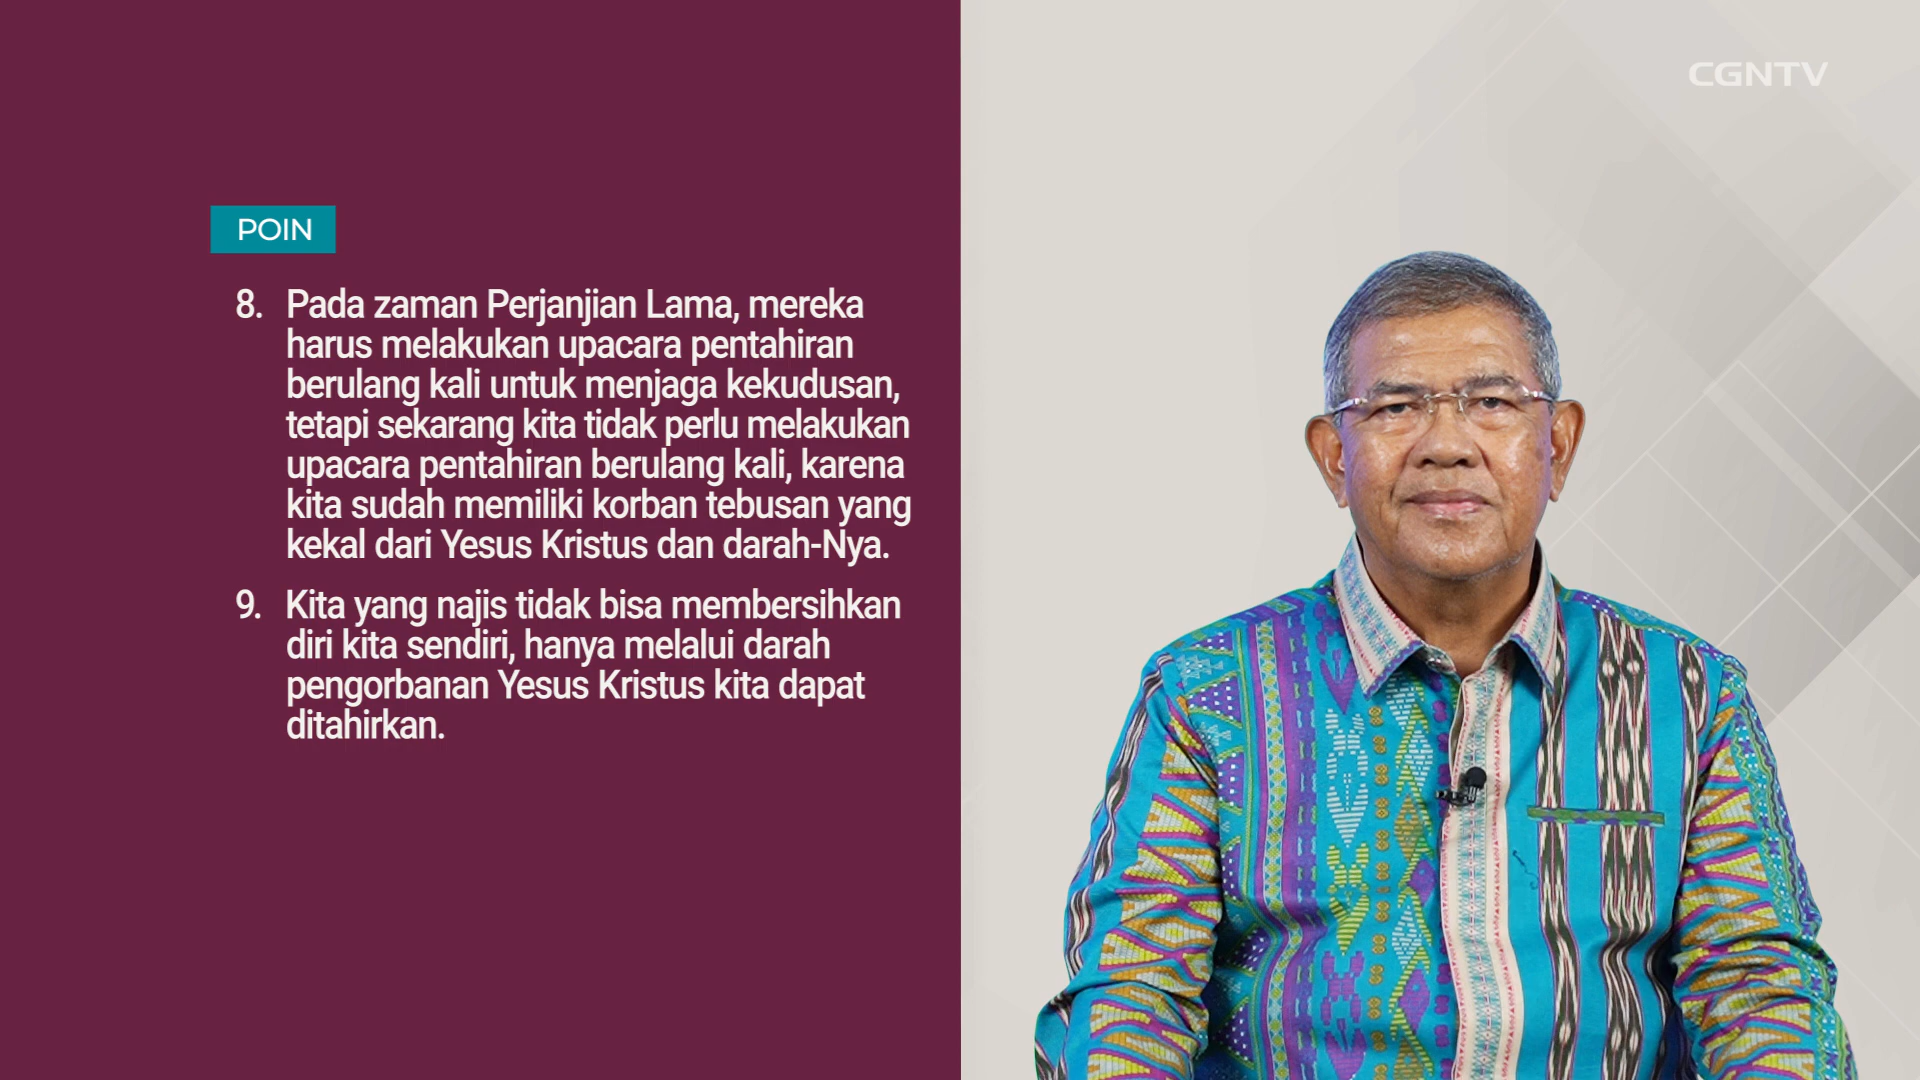 CGNTV
POIN
8. Pada zaman Perjanjian Lama, mereka
harus melakukan upacara pentahiran
berulang kali untuk menjaga kekudusan,
tetapi sekarang kita tidak perlu melakukan
upacara pentahiran berulang kali, karena
kita sudah memiliki korban tebusan yang
kekal dari Yesus Kristus dan darah-Nya.
9. Kita yang najis tidak bisa membersihkan
diri kita sendiri, hanya melalui darah
pengorbanan Yesus Kristus kita dapat
ditahirkan.